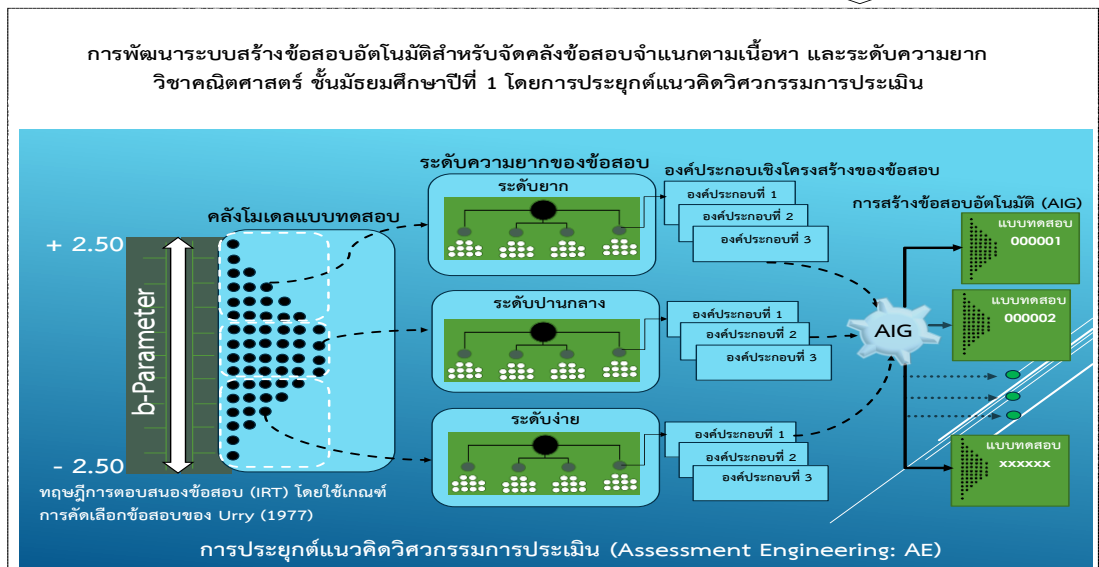 การพัฒนาระบบสร้างข้อสอบอัตโนมัติสำหรับจัดคลังข้อสอบจำแนกตามเนื้อหา และระดับความยาก
วิชาคณิตศาสตร์ ชั้นมัธยมศึกษาปีที่ 1 โดยการประยุกต์แนวคิดวิศวกรรมการประเมิน
ระดับความยากของข้อสอบ
องค์ประกอบเชิงโครงสร้างของข้อสอบ
การสร้างข้อสอบอัตโนมัติ (AIG)
คลังโมเดลแบบทดสอบ
+ 2.50
b-Parameter
- 2.50
ระดับยาก
องค์ประกอบที่ 1
องค์ประกอบที่ 2
องค์ประกอบที่ 3
ระดับปานกลาง
องค์ประกอบที่ 1
องค์ประกอบที่ 2
องค์ประกอบที่ 3
ระดับง่าย
องค์ประกอบที่ 1
องค์ประกอบที่ 2
องค์ประกอบที่ 3
AIG
แบบทดสอบ
000001
แบบทดสอบ
000002
แบบทดสอบ
xxxxxx
ทฤษฎีการตอบสนองข้อสอบ (IRT) โดยใช้เกณฑ์
การคัดเลือกข้อสอบของ Urry (1977)
การประยุกต์แนวคิดวิศวกรรมการประเมิน (Assessment Engineering: AE)